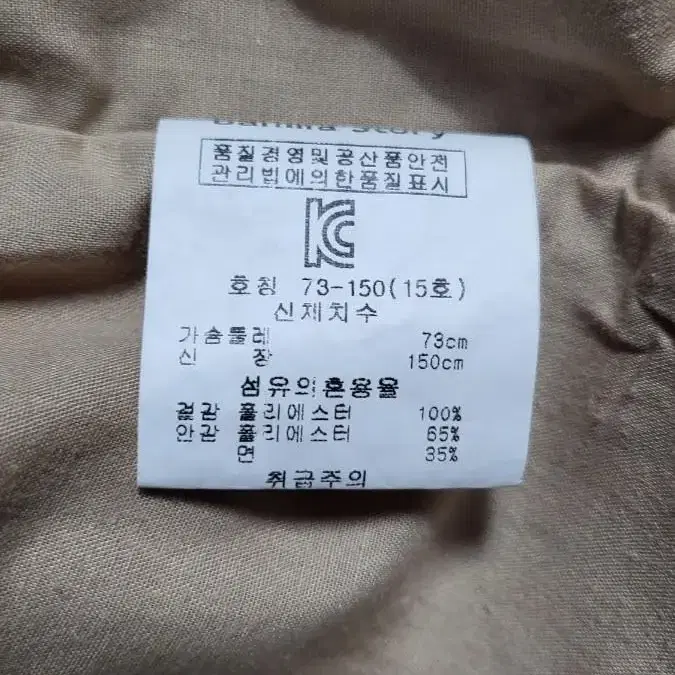 Story
품질경영및공산품안전
관리법에의한품질표시
호칭 73-150(15호)
신체치수
가슴둘레 73cm
신 장 150cm
섬유의혼용율
겉감 폴리에스터 100%
안감 폴리에스터 65%
면 35%
취급주의